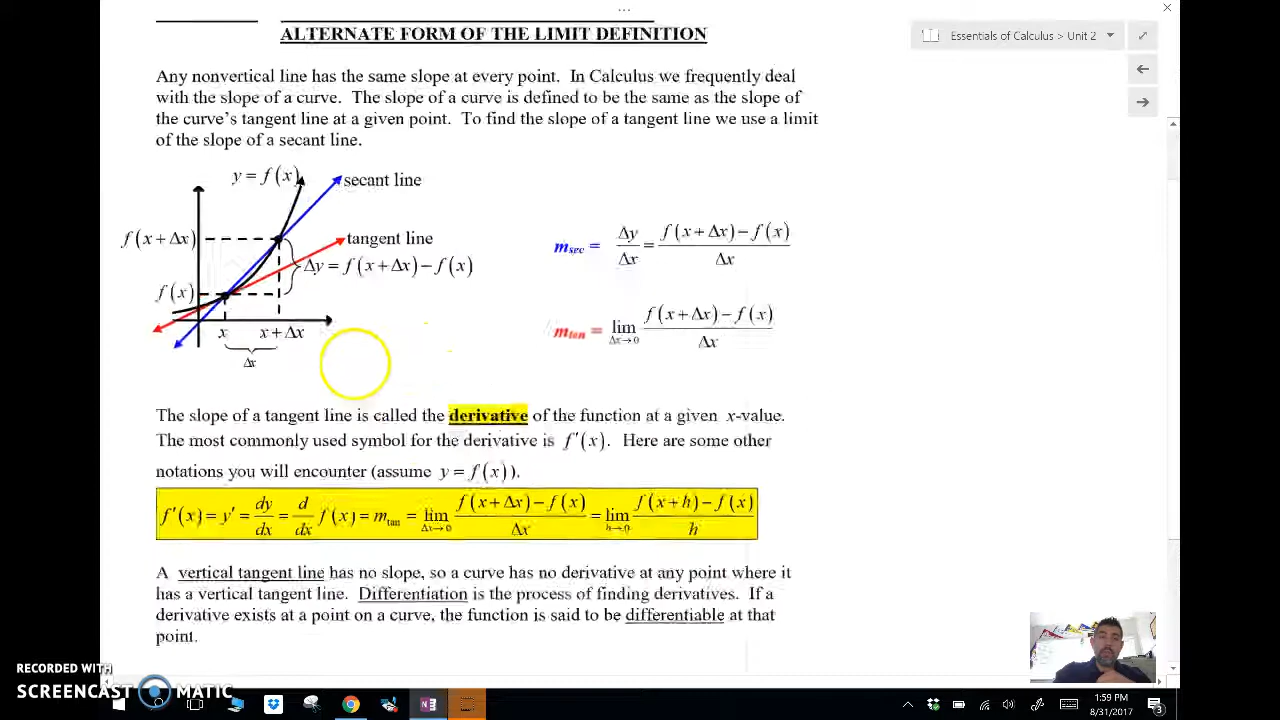 ALTERNATE FORM OF THE LIMIT DEFINITION
Essentials of Calculus > Unit 2
Any nonvertical line has the same slope at every point. In Calculus we frequently deal
with the slope of a curve. The slope of a curve is defined to be the same as the slope of
the curve's tangent line at a given point. To find the slope of a tangent line we use a limit
of the slope of a secant line.
y = f(x)
secant line
f(x + Δx)
tangent line
Δy = f(x + Δx) − f(x)
f(x)
x x + Δx
Δx
m_sec = Δy/Δx = (f(x + Δx) − f(x))/Δx
m_tan = lim Δx→0 (f(x + Δx) − f(x))/Δx
The slope of a tangent line is called the derivative of the function at a given x-value.
The most commonly used symbol for the derivative is f′(x). Here are some other
notations you will encounter (assume y = f(x)).
f′(x) = y′ = dy/dx = d/dx f(x) = m_tan = lim Δx→0 (f(x + Δx) − f(x))/Δx = lim h→0 (f(x + h) − f(x))/h
A vertical tangent line has no slope, so a curve has no derivative at any point where it
has a vertical tangent line. Differentiation is the process of finding derivatives. If a
derivative exists at a point on a curve, the function is said to be differentiable at that
point.
RECORDED WITH
SCREENCAST MATIC
1:59 PM
8/31/2017
3